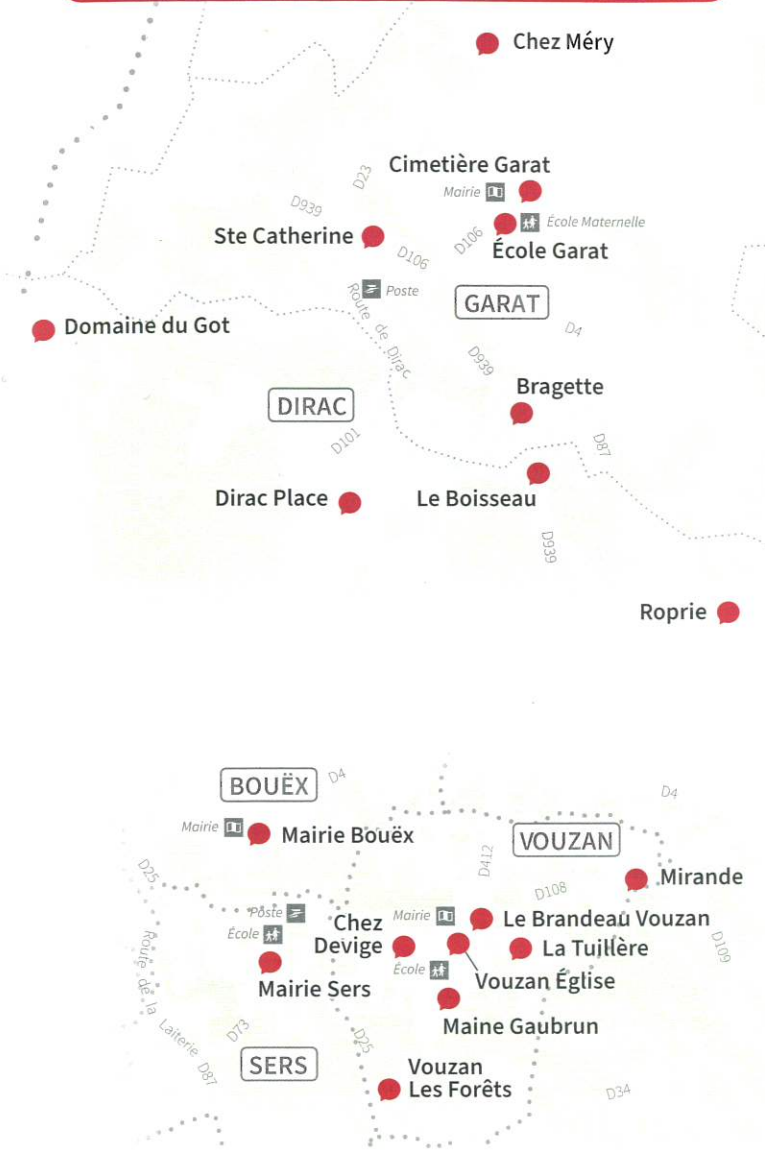 Chez Méry
Cimetière Garat
D23
Mairie
D939
École Maternelle
Ste Catherine
D106
D106
École Garat
Poste
GARAT
Route de Dirac
Domaine du Got
D4
D939
Bragette
DIRAC
D101
D87
Dirac Place
Le Boisseau
D939
Roprie
BOUËX
D4
D4
Mairie
Mairie Bouëx
VOUZAN
D412
D25
Mirande
D108
Poste
École
Chez
Devige
Mairie
Le Brandeau Vouzan
La Tuillère
D109
Route de la Laiterie
École
Vouzan Église
Mairie Sers
Maine Gaubrun
D73
D25
SERS
D87
Vouzan
Les Forêts
D34